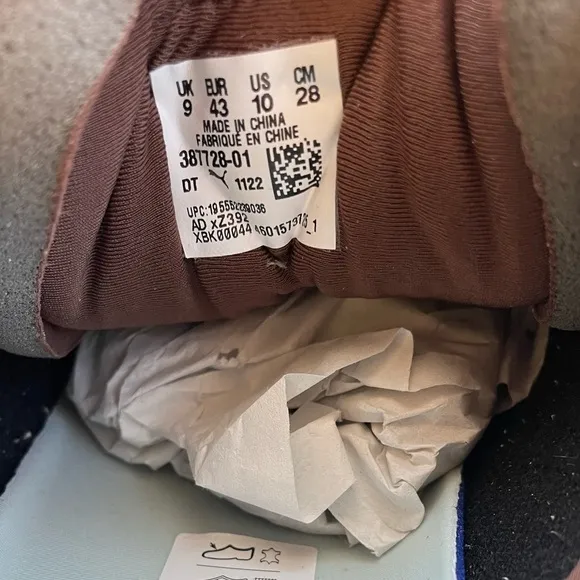 UK EUR US CM
9 43 10 28
MADE IN CHINA
FABRIQUÉ EN CHINE
387728-01
DT 1122
AD xZ392
XBK00044